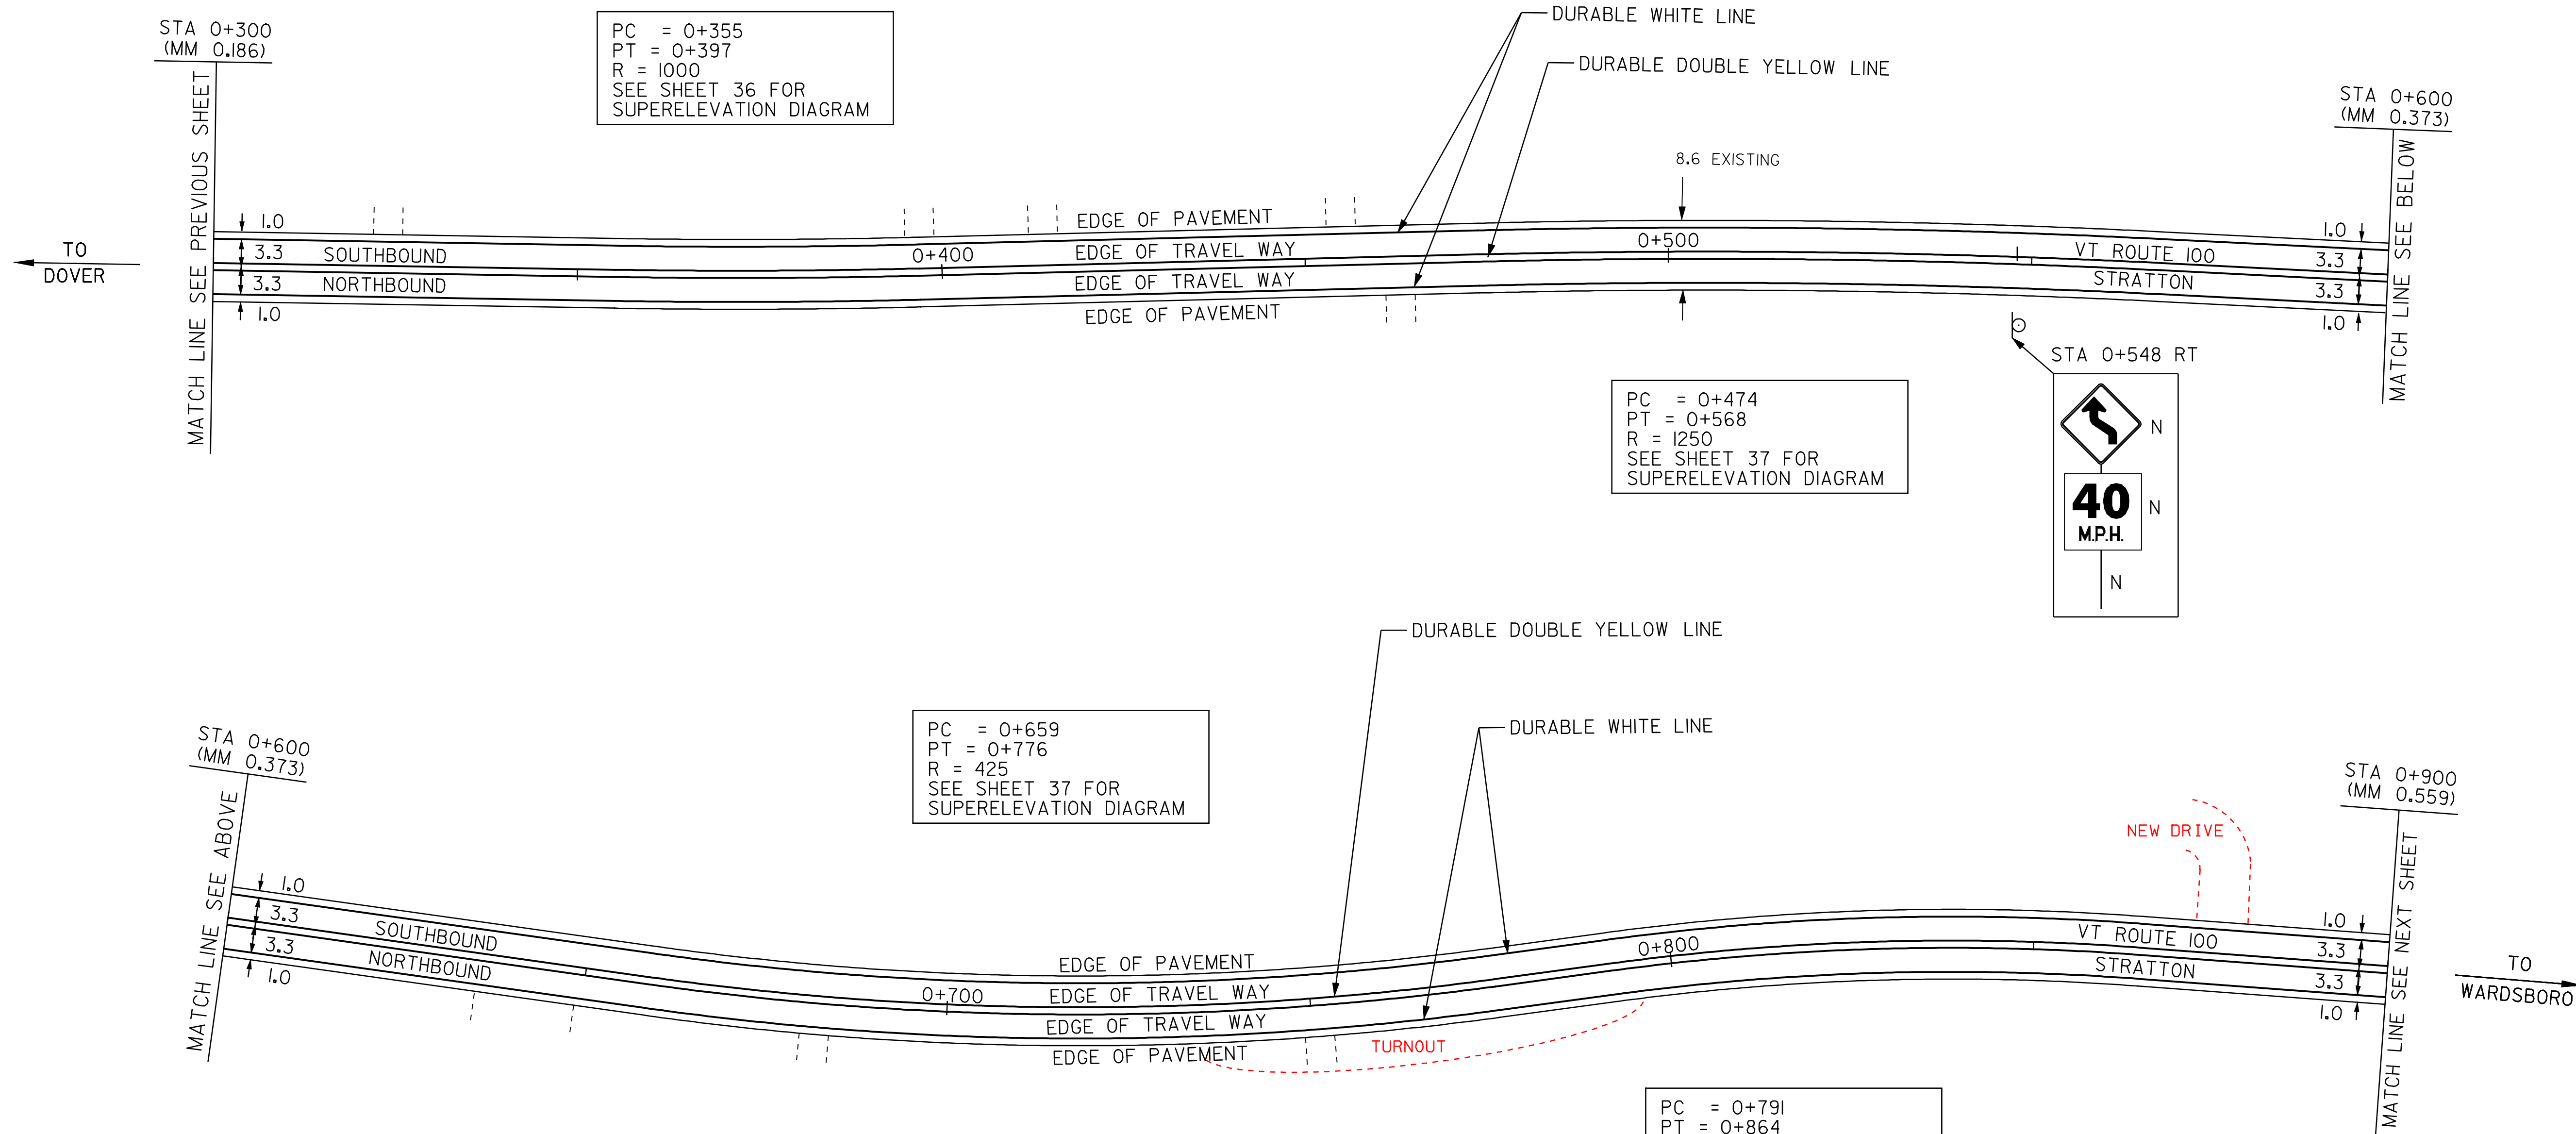 STA 0+300
(MM 0.186)
MATCH LINE SEE PREVIOUS SHEET
TO
DOVER
PC = 0+355
PT = 0+397
R = 1000
SEE SHEET 36 FOR
SUPERELEVATION DIAGRAM
DURABLE WHITE LINE
DURABLE DOUBLE YELLOW LINE
8.6 EXISTING
STA 0+600
(MM 0.373)
MATCH LINE SEE BELOW
1.0
3.3
3.3
1.0
SOUTHBOUND
NORTHBOUND
0+400
EDGE OF PAVEMENT
EDGE OF TRAVEL WAY
EDGE OF TRAVEL WAY
EDGE OF PAVEMENT
0+500
VT ROUTE 100
STRATTON
1.0
3.3
3.3
1.0
PC = 0+474
PT = 0+568
R = 1250
SEE SHEET 37 FOR
SUPERELEVATION DIAGRAM
STA 0+548 RT
N
40
M.P.H.
N
N
DURABLE DOUBLE YELLOW LINE
DURABLE WHITE LINE
PC = 0+659
PT = 0+776
R = 425
SEE SHEET 37 FOR
SUPERELEVATION DIAGRAM
STA 0+600
(MM 0.373)
MATCH LINE SEE ABOVE
1.0
3.3
3.3
1.0
SOUTHBOUND
NORTHBOUND
0+700
EDGE OF PAVEMENT
EDGE OF TRAVEL WAY
EDGE OF TRAVEL WAY
EDGE OF PAVEMENT
TURNOUT
0+800
NEW DRIVE
VT ROUTE 100
STRATTON
1.0
3.3
3.3
1.0
STA 0+900
(MM 0.559)
MATCH LINE SEE NEXT SHEET
TO
WARDSBORO
PC = 0+791
PT = 0+864